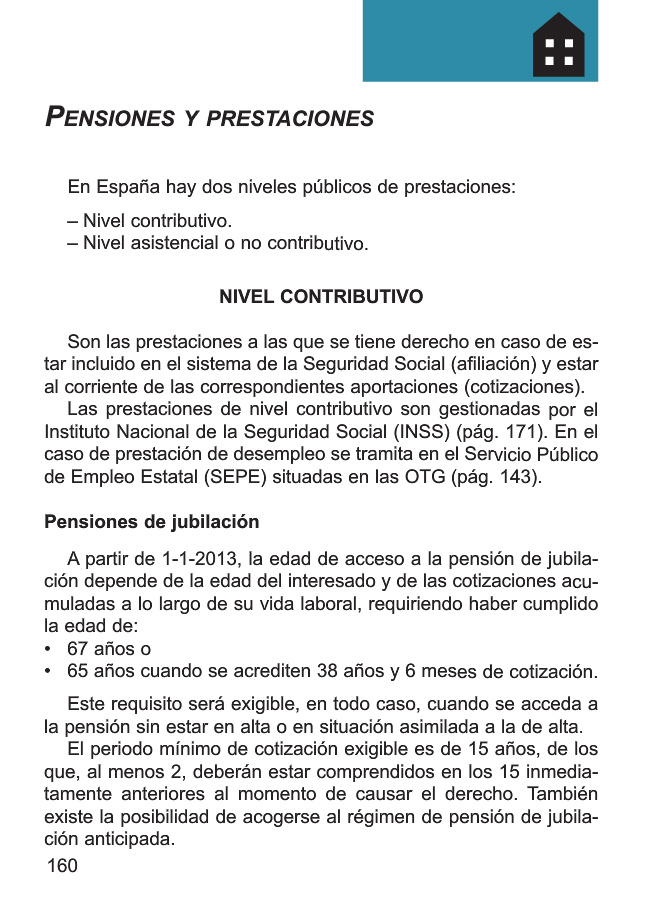 PENSIONES Y PRESTACIONES
En España hay dos niveles públicos de prestaciones:
– Nivel contributivo.
– Nivel asistencial o no contributivo.
NIVEL CONTRIBUTIVO
Son las prestaciones a las que se tiene derecho en caso de es-
tar incluido en el sistema de la Seguridad Social (afiliación) y estar
al corriente de las correspondientes aportaciones (cotizaciones).
Las prestaciones de nivel contributivo son gestionadas por el
Instituto Nacional de la Seguridad Social (INSS) (pág. 171). En el
caso de prestación de desempleo se tramita en el Servicio Público
de Empleo Estatal (SEPE) situadas en las OTG (pág. 143).
Pensiones de jubilación
A partir de 1-1-2013, la edad de acceso a la pensión de jubila-
ción depende de la edad del interesado y de las cotizaciones acu-
muladas a lo largo de su vida laboral, requiriendo haber cumplido
la edad de:
• 67 años o
• 65 años cuando se acrediten 38 años y 6 meses de cotización.
Este requisito será exigible, en todo caso, cuando se acceda a
la pensión sin estar en alta o en situación asimilada a la de alta.
El periodo mínimo de cotización exigible es de 15 años, de los
que, al menos 2, deberán estar comprendidos en los 15 inmedia-
tamente anteriores al momento de causar el derecho. También
existe la posibilidad de acogerse al régimen de pensión de jubila-
ción anticipada.
160